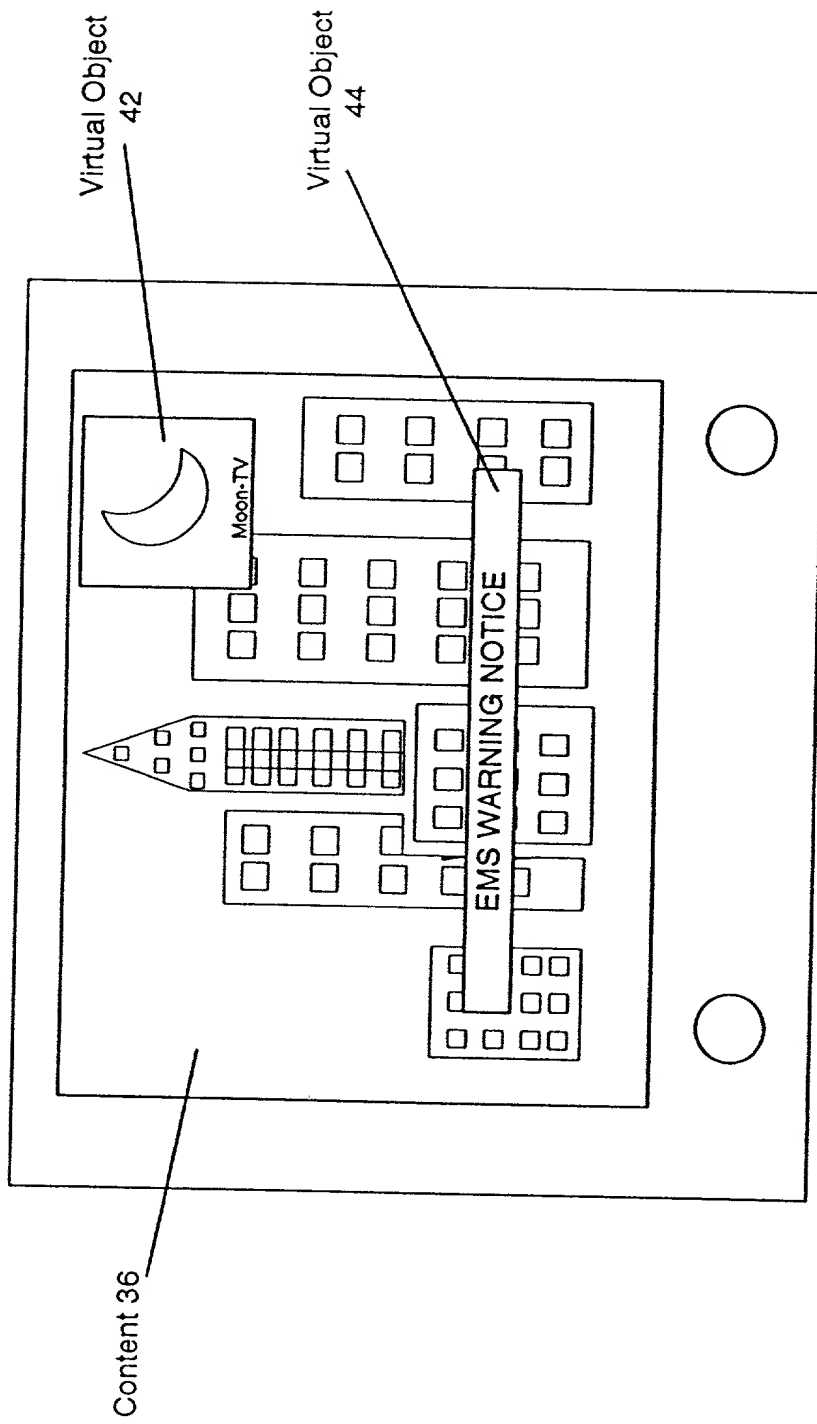 Virtual Object
42
Virtual Object
44
Moon-TV
EMS WARNING NOTICE
Content 36